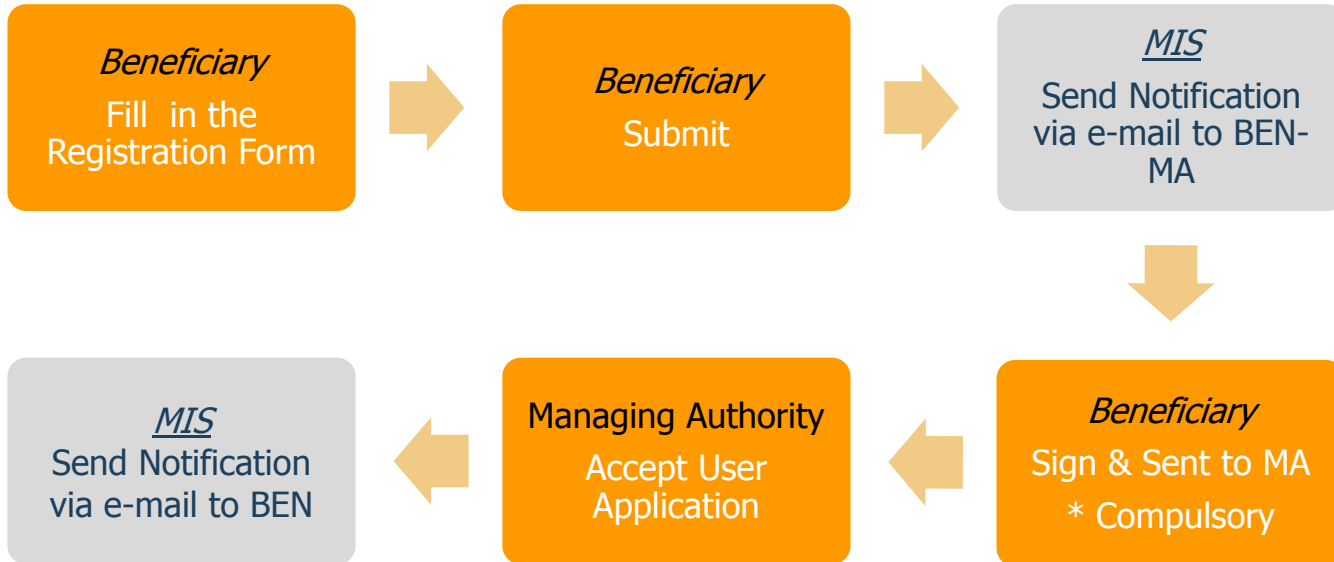 Beneficiary
Fill in the
Registration Form
Beneficiary
Submit
MIS
Send Notification
via e-mail to BEN-
MA
Beneficiary
Sign & Sent to MA
* Compulsory
Managing Authority
Accept User
Application
MIS
Send Notification
via e-mail to BEN